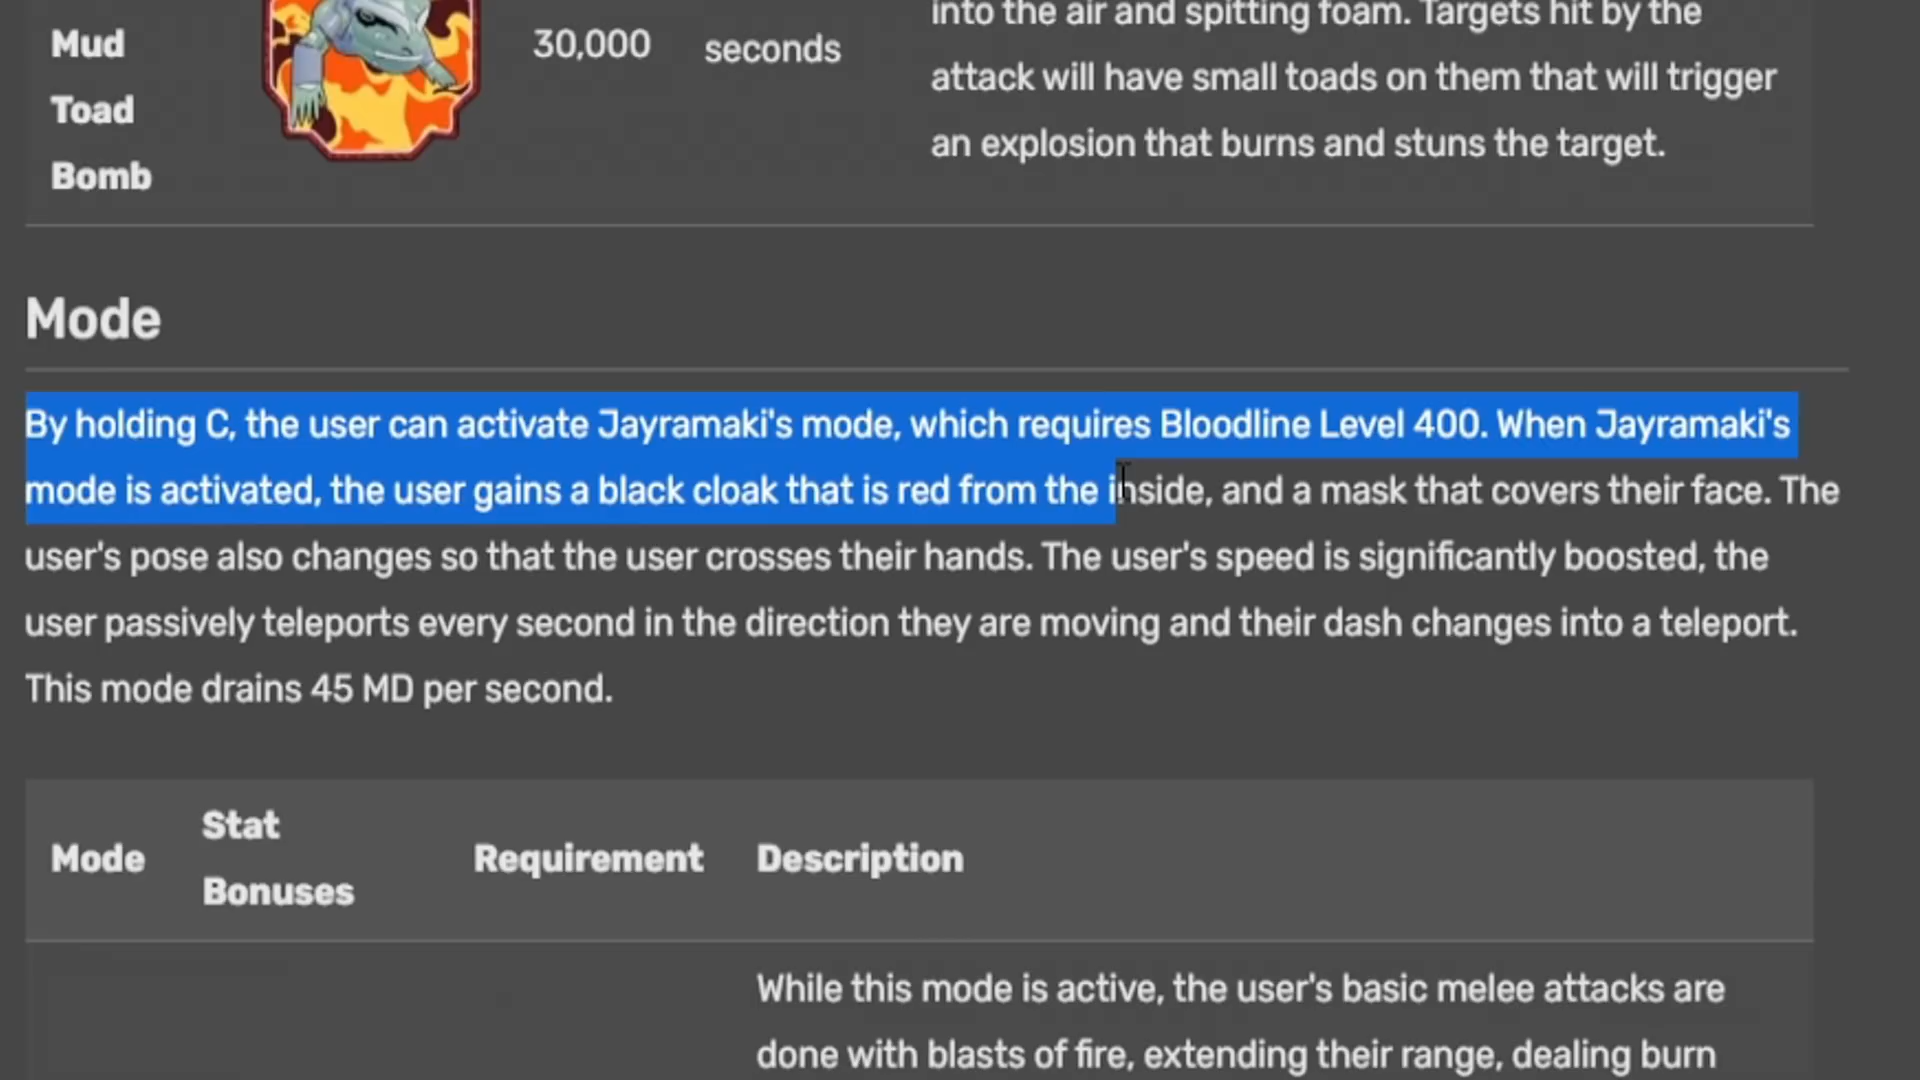 into the air and spitting foam. Targets hit by the
Mud
30,000
seconds
attack will have small toads on them that will trigger
Toad
an explosion that burns and stuns the target.
Bomb
Mode
By holding C, the user can activate Jayramaki's mode, which requires Bloodline Level 400. When Jayramaki's
mode is activated, the user gains a black cloak that is red from the inside, and a mask that covers their face. The
user's pose also changes so that the user crosses their hands. The user's speed is significantly boosted, the
user passively teleports every second in the direction they are moving and their dash changes into a teleport.
This mode drains 45 MD per second.
Mode
Stat
Bonuses
Requirement
Description
While this mode is active, the user's basic melee attacks are
done with blasts of fire, extending their range, dealing burn